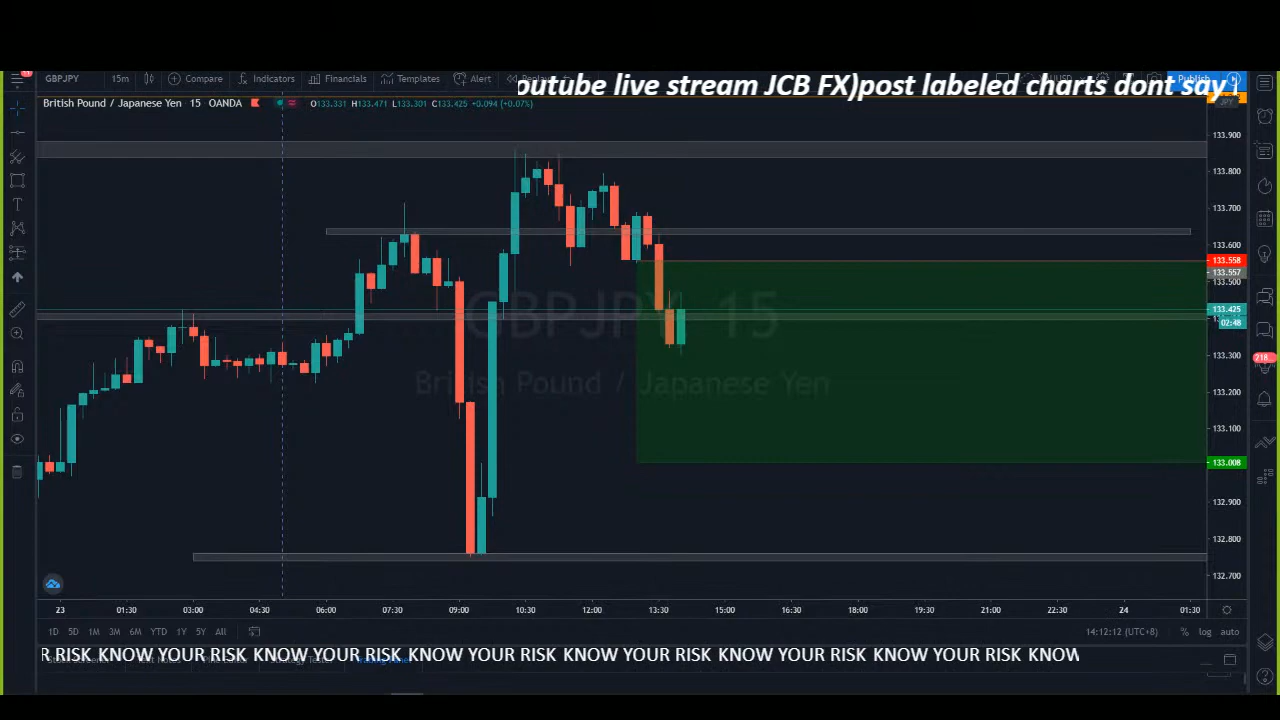 outube live stream JCB FX)post labeled charts dont say
GBPJPY 15m Compare Indicators Financials Templates Alert Replay Publish
British Pound / Japanese Yen 15 OANDA O133.331 H133.471 L133.301 C133.425 +0.094 (+0.07%)
JPY
133.900
133.800
133.700
133.600
133.558
133.557
133.500
133.425
02:48
133.300
133.200
133.100
133.008
132.900
132.800
132.700
GBPJPY 15
British Pound / Japanese Yen
218
23 01:30 03:00 04:30 06:00 07:30 09:00 10:30 12:00 13:30 15:00 16:30 18:00 19:30 21:00 22:30 24 01:30
1D 5D 1M 3M 6M YTD 1Y 5Y All 14:12:12 (UTC+8) % log auto
R RISK KNOW YOUR RISK KNOW YOUR RISK KNOW YOUR RISK KNOW YOUR RISK KNOW YOUR RISK KNOW YOUR RISK KNOW